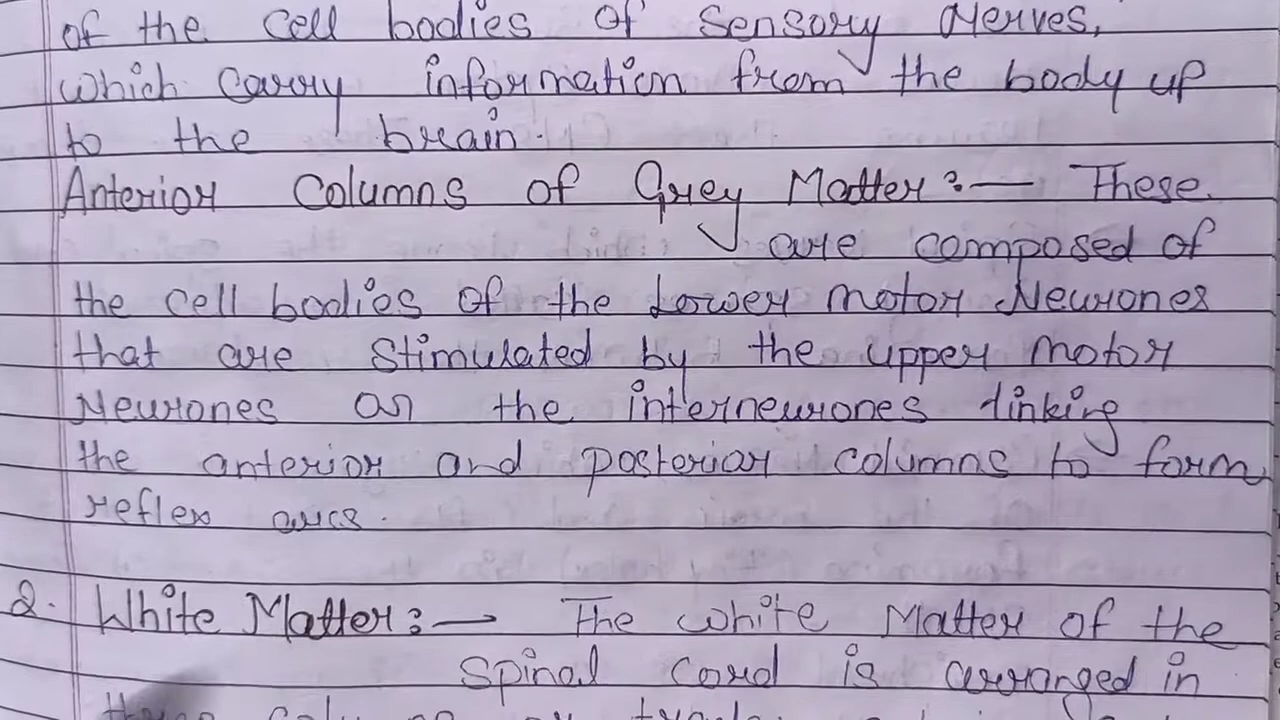 of the cell bodies of sensory nerves,
which carry information from the body up
to the brain.
Anterior Columns of Grey Matter :— These
are composed of
the cell bodies of the Lower motor Neurones
that are stimulated by the upper motor
Neurones or the interneurones linking
the anterior and posterior columns to form
reflex arcs.
2. White Matter :— The white Matter of the
Spinal cord is arranged in